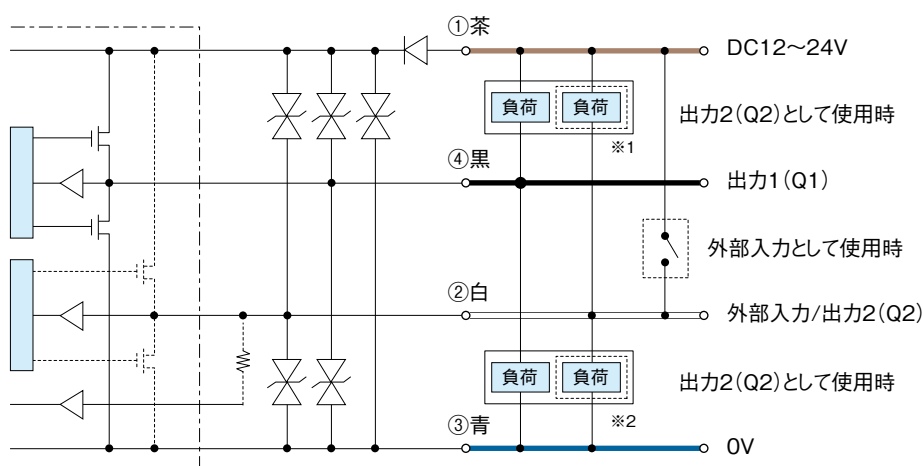 ①茶
DC12～24V
負荷
負荷
出力2(Q2)として使用時
※1
④黒
出力1(Q1)
外部入力として使用時
②白
外部入力/出力2(Q2)
負荷
負荷
出力2(Q2)として使用時
※2
③青
0V